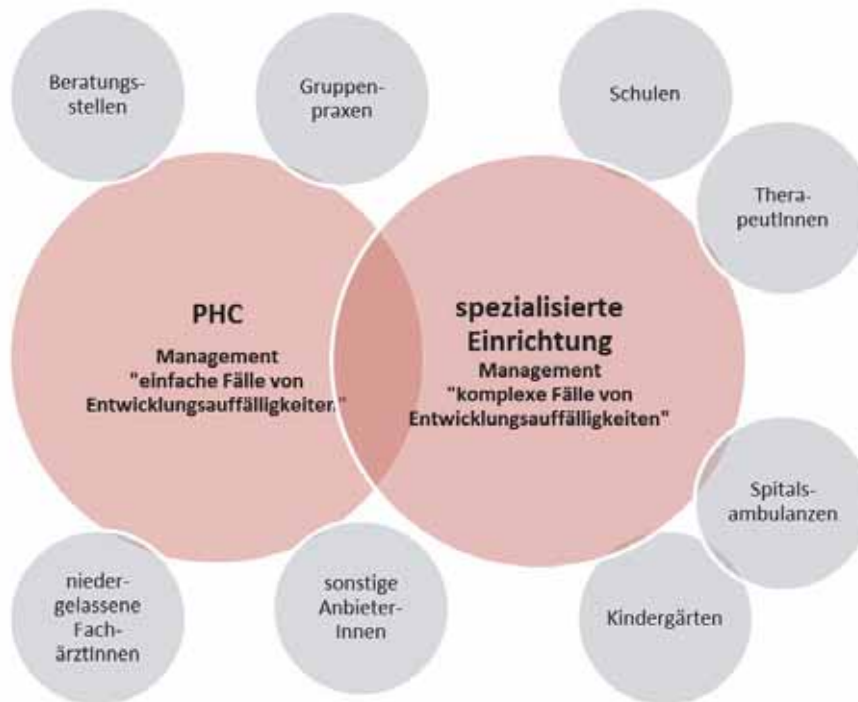 Beratungs-
stellen
Gruppen-
praxen
Schulen
Thera-
peutInnen
PHC
Management
"einfache Fälle von
Entwicklungsauffälligkeiten"
spezialisierte
Einrichtung
Management
"komplexe Fälle von
Entwicklungsauffälligkeiten"
Spitals-
ambulanzen
nieder-
gelassene
Fach-
ärztInnen
sonstige
Anbieter-
Innen
Kindergärten